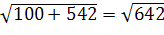 √100 + 542 = √642